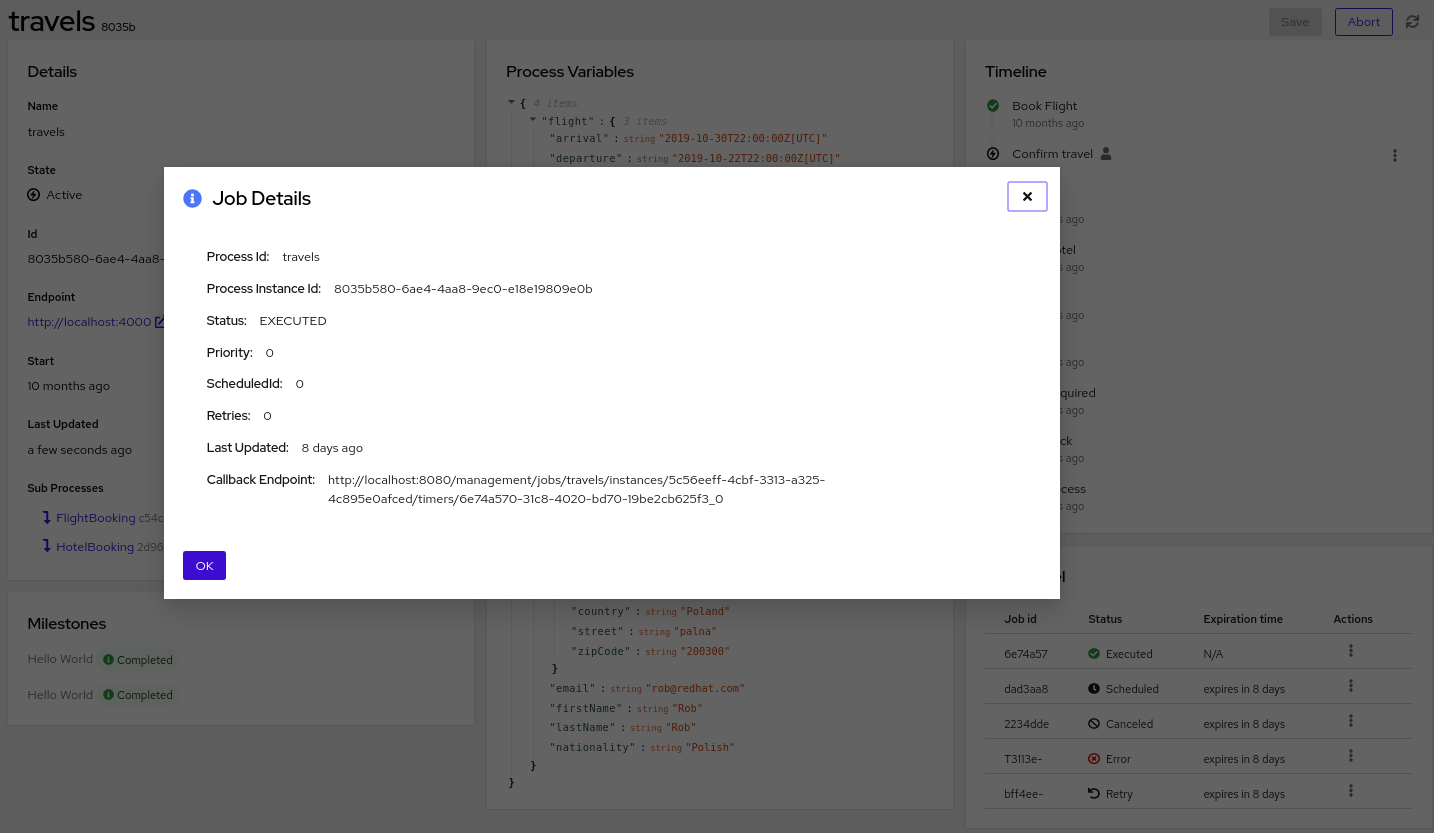 travels 8035b
Save
Abort
Details
Name
travels
State
Active
Id
8035b580-6ae4-4aa8-
Endpoint
http://localhost:4000
Start
10 months ago
Last Updated
a few seconds ago
Sub Processes
FlightBooking c54c
HotelBooking 2d96
Milestones
Hello World Completed
Hello World Completed
Process Variables
{ 4 items
"flight" : { 3 items
"arrival" : string "2019-10-30T22:00:00Z[UTC]"
"departure" : string "2019-10-22T22:00:00Z[UTC]"
"country" : string "Poland"
"street" : string "palna"
"zipCode" : string "200300"
}
"email" : string "rob@redhat.com"
"firstName" : string "Rob"
"lastName" : string "Rob"
"nationality" : string "Polish"
}
}
Timeline
Book Flight
10 months ago
Confirm travel
s ago
tel
s ago
s ago
s ago
quired
s ago
ck
s ago
cess
s ago
el
Job id Status Expiration time Actions
6e74a57 Executed N/A
dad3aa8 Scheduled expires in 8 days
2234dde Canceled expires in 8 days
T3113e- Error expires in 8 days
bff4ee- Retry expires in 8 days
Job Details
Process Id: travels
Process Instance Id: 8035b580-6ae4-4aa8-9ec0-e18e19809e0b
Status: EXECUTED
Priority: 0
ScheduledId: 0
Retries: 0
Last Updated: 8 days ago
Callback Endpoint: http://localhost:8080/management/jobs/travels/instances/5c56eeff-4cbf-3313-a325-
4c895e0afced/timers/6e74a570-31c8-4020-bd70-19be2cb625f3_0
OK